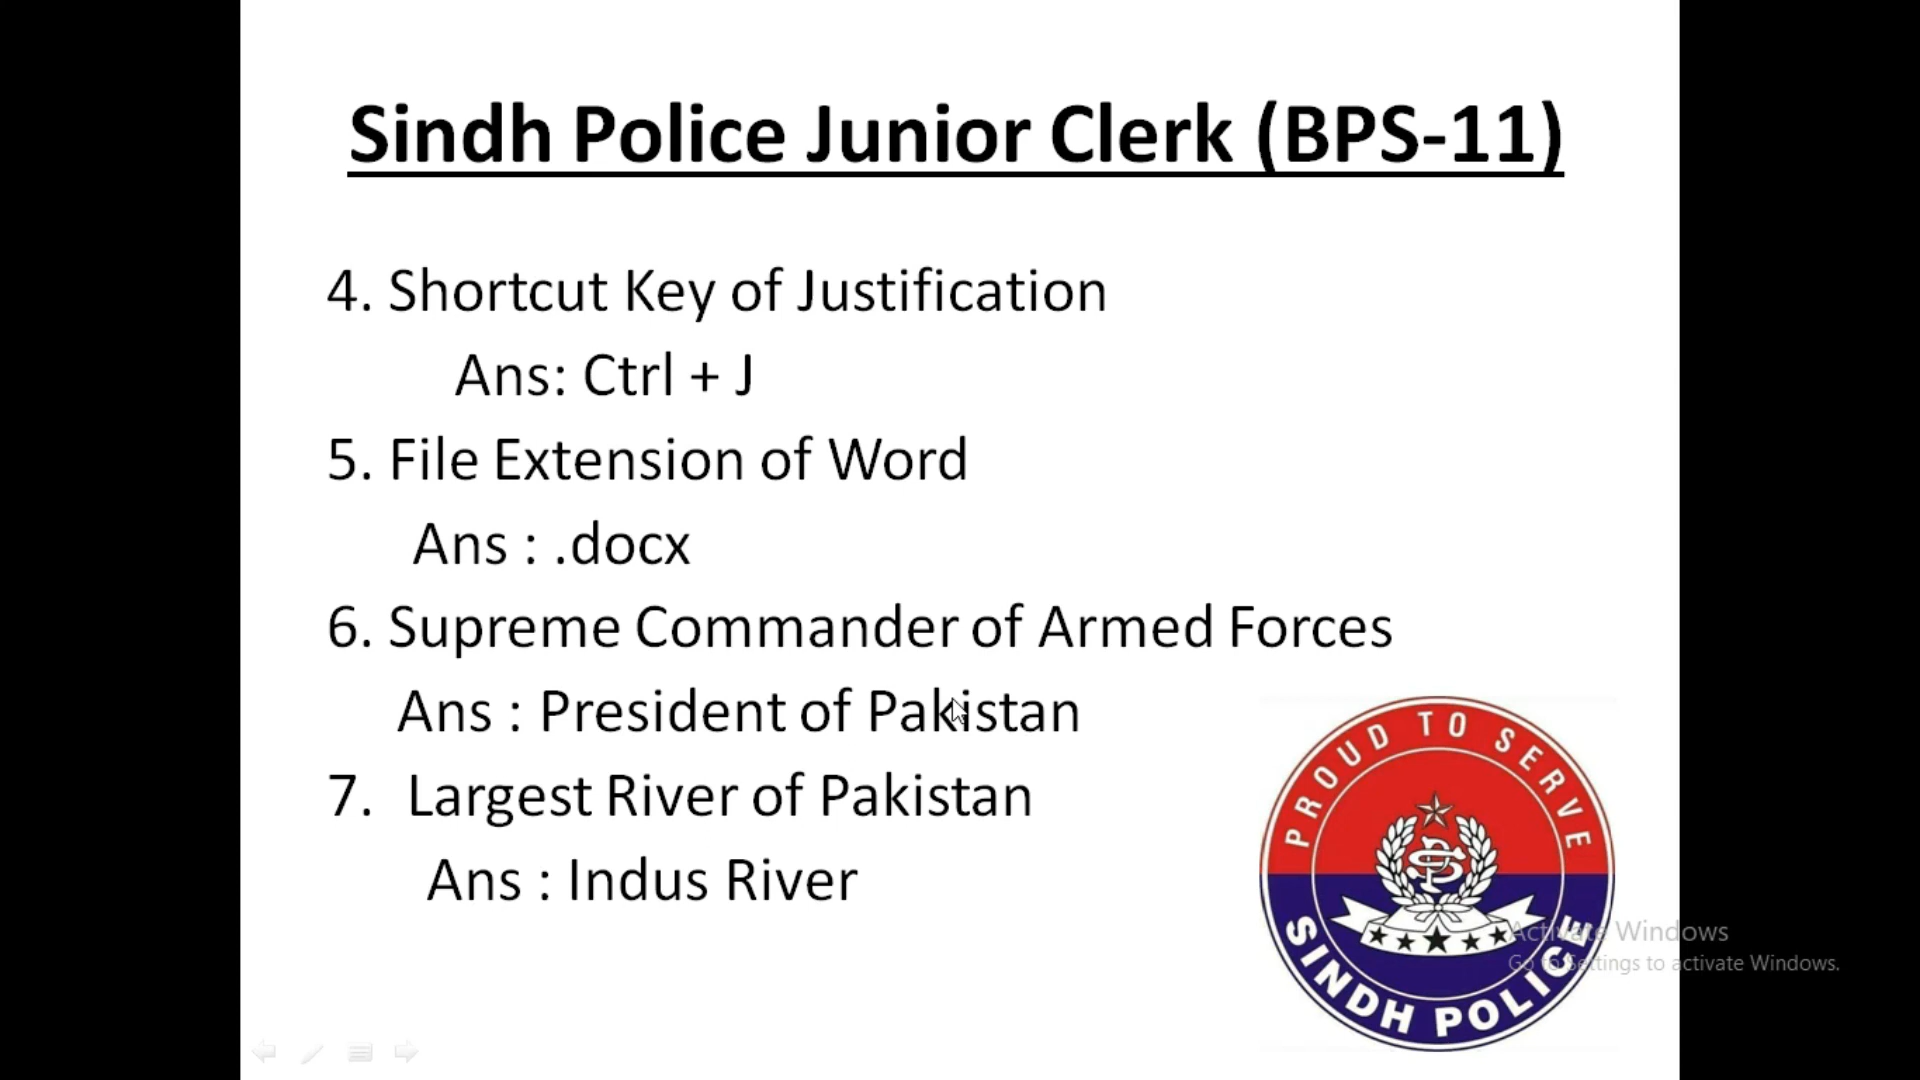 Sindh Police Junior Clerk (BPS-11)
4. Shortcut Key of Justification
Ans: Ctrl + J
5. File Extension of Word
Ans : .docx
6. Supreme Commander of Armed Forces
Ans : President of Pakistan
7. Largest River of Pakistan
Ans : Indus River
PROUD TO SERVE
SP
SINDH POLICE
Activate Windows
Go to Settings to activate Windows.